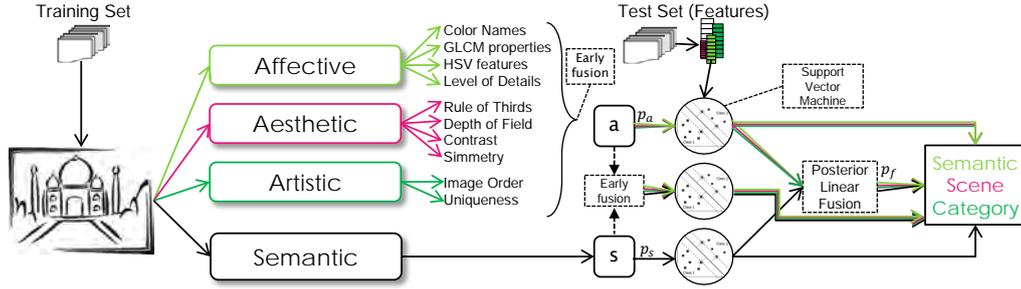 Training Set
Test Set (Features)
Affective
Color Names
GLCM properties
HSV features
Level of Details
Early
fusion
Aesthetic
Rule of Thirds
Depth of Field
Contrast
Simmetry
Artistic
Image Order
Uniqueness
Semantic
a
p_a
Support
Vector
Machine
Early
fusion
s
p_s
Posterior
Linear
Fusion
p_f
Semantic
Scene
Category